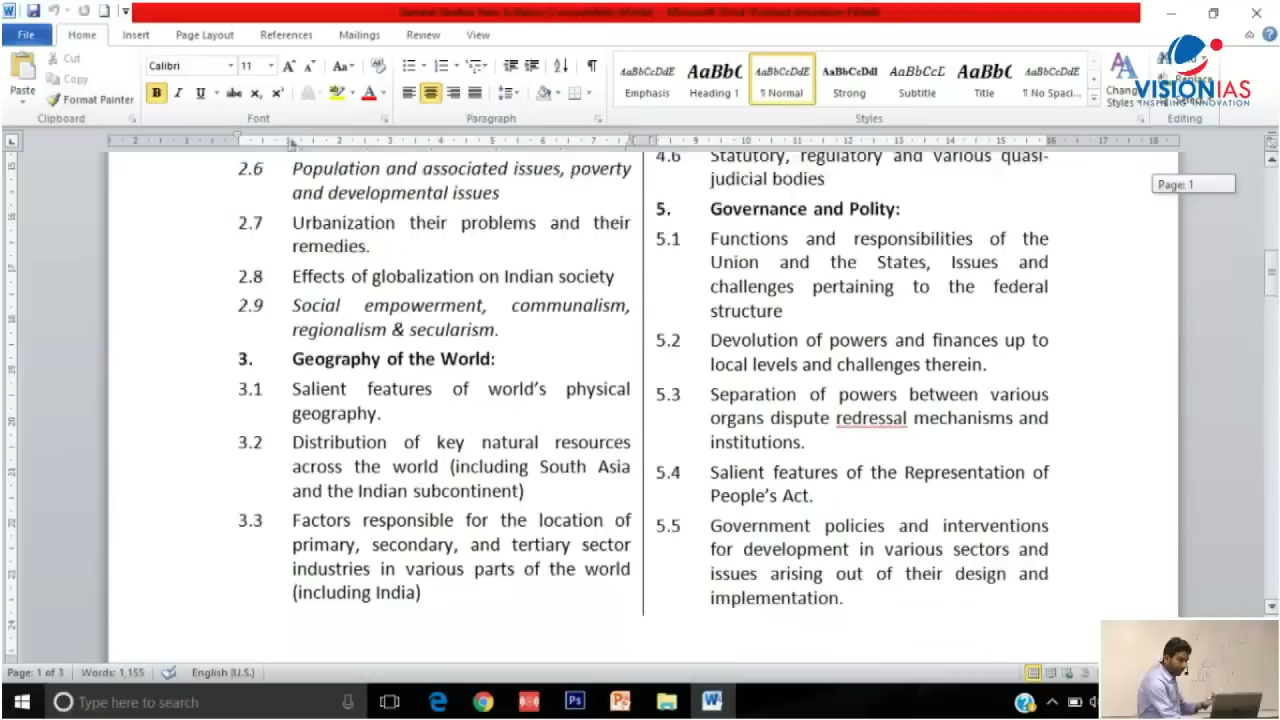 File
Home
Insert
Page Layout
References
Mailings
Review
View
Paste
Cut
Copy
Format Painter
Clipboard
Calibri
11
Font
Paragraph
AaBbCcDdE
Emphasis
AaBbC
Heading 1
AaBbCcDdE
¶ Normal
AaBbCcDdI
Strong
AaBbCcL
Subtitle
AaBbC
Title
AaBbCcDdE
¶ No Spaci...
Change
Styles
Styles
Replace
Editing
VISIONIAS
INSPIRING INNOVATION
2.6 Population and associated issues, poverty
and developmental issues
2.7 Urbanization their problems and their
remedies.
2.8 Effects of globalization on Indian society
2.9 Social empowerment, communalism,
regionalism & secularism.
3. Geography of the World:
3.1 Salient features of world's physical
geography.
3.2 Distribution of key natural resources
across the world (including South Asia
and the Indian subcontinent)
3.3 Factors responsible for the location of
primary, secondary, and tertiary sector
industries in various parts of the world
(including India)
4.6 Statutory, regulatory and various quasi-
judicial bodies
5. Governance and Polity:
5.1 Functions and responsibilities of the
Union and the States, Issues and
challenges pertaining to the federal
structure
5.2 Devolution of powers and finances up to
local levels and challenges therein.
5.3 Separation of powers between various
organs dispute redressal mechanisms and
institutions.
5.4 Salient features of the Representation of
People's Act.
5.5 Government policies and interventions
for development in various sectors and
issues arising out of their design and
implementation.
Page: 1
Page: 1 of 3
Words: 1,155
English (U.S.)
Type here to search